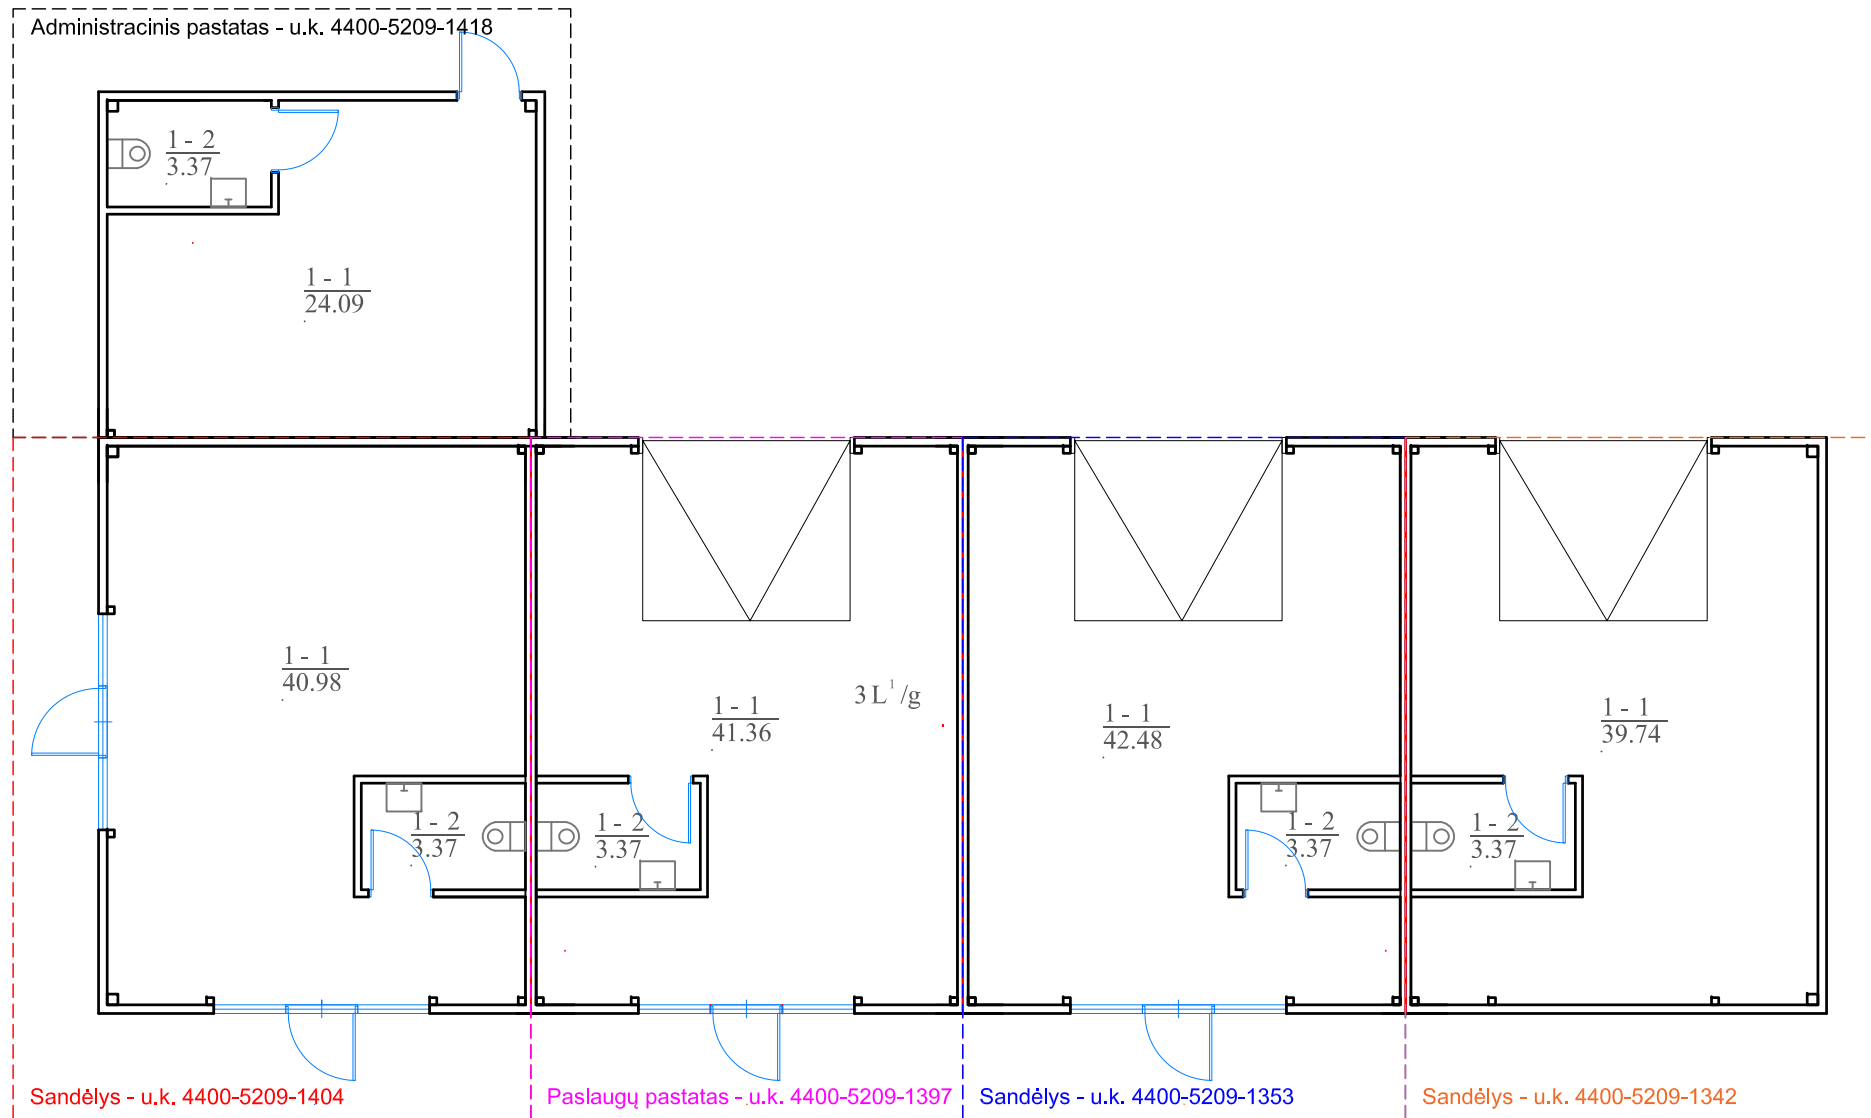 Administracinis pastatas - u.k. 4400-5209-1418
1 - 2
3.37
1 - 1
24.09
1 - 1
40.98
1 - 2
3.37
1 - 1
41.36
3 L¹/g
1 - 2
3.37
1 - 1
42.48
1 - 2
3.37
1 - 1
39.74
1 - 2
3.37
Sandėlys - u.k. 4400-5209-1404
Paslaugų pastatas - u.k. 4400-5209-1397
Sandėlys - u.k. 4400-5209-1353
Sandėlys - u.k. 4400-5209-1342